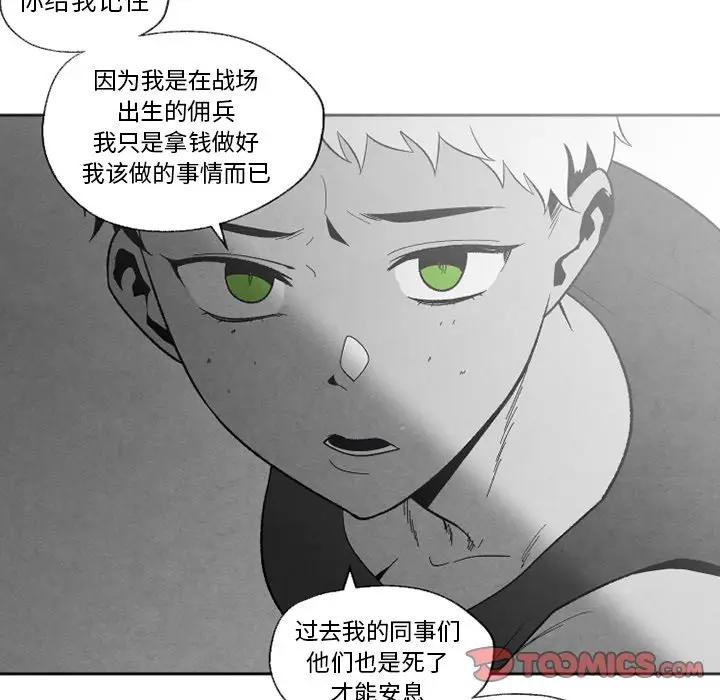 你给我记住
因为我是在战场
出生的佣兵
我只是拿钱做好
我该做的事情而已
过去我的同事们
他们也是死了
才能安息
TOOMICS.COM